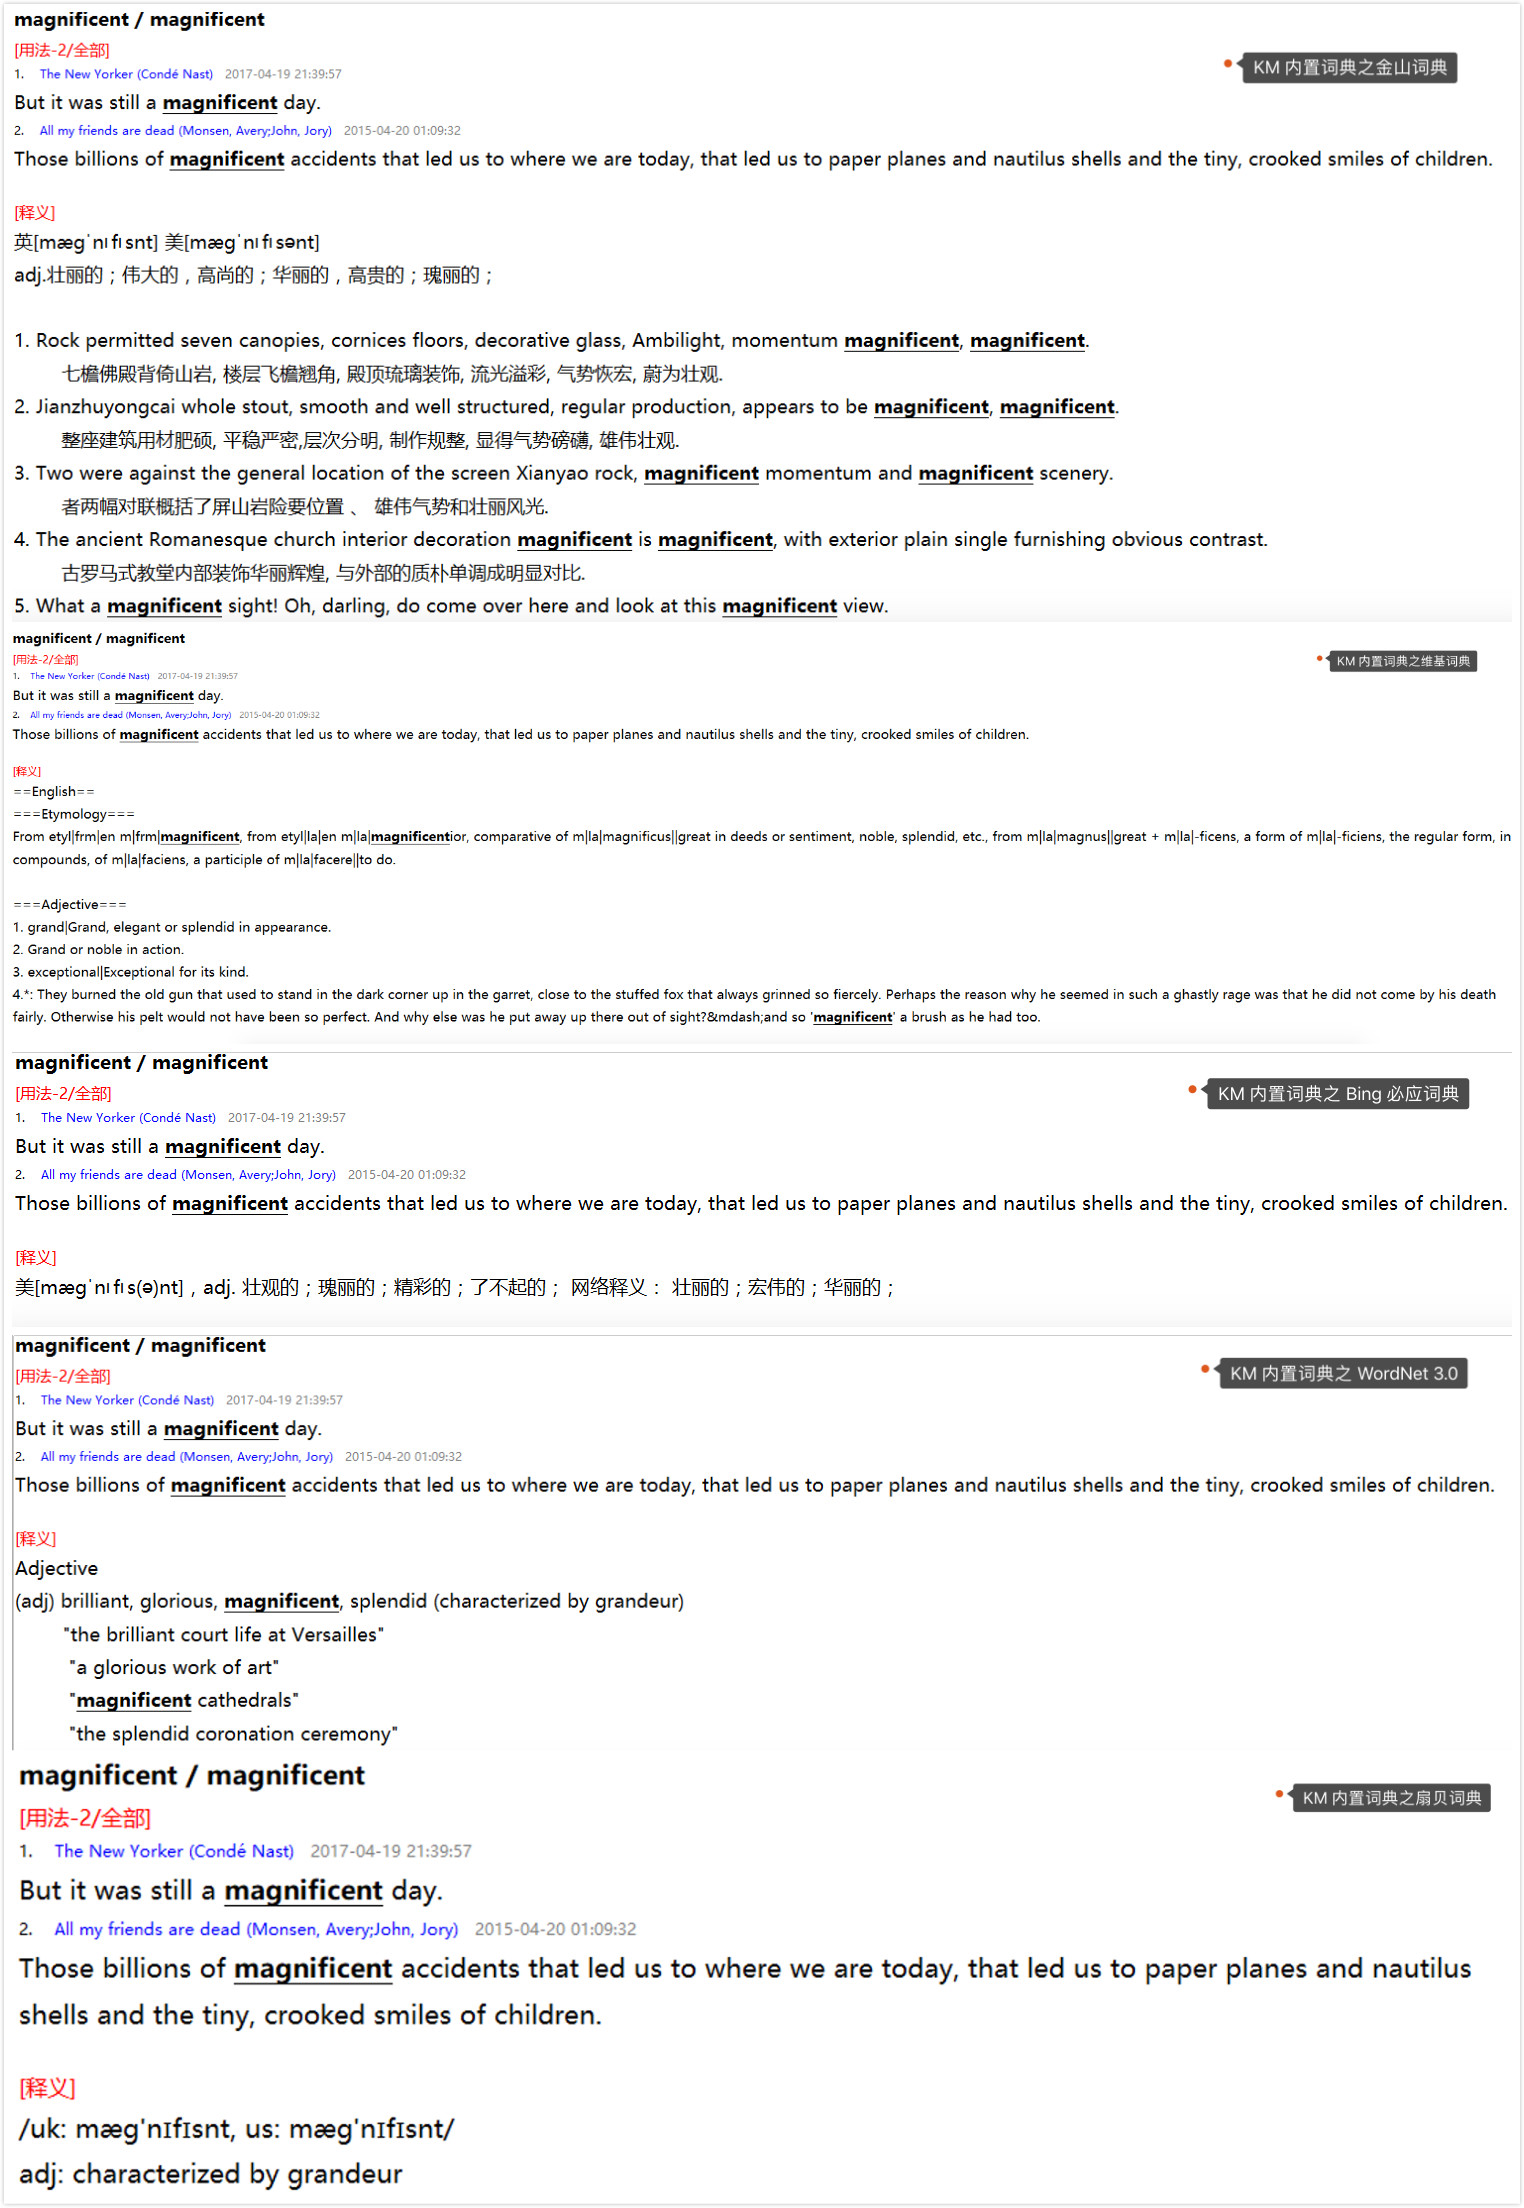 magnificent / magnificent
[用法-2/全部]
KM 内置词典之金山词典
1. The New Yorker (Condé Nast) 2017-04-19 21:39:57
But it was still a magnificent day.
2. All my friends are dead (Monsen, Avery;John, Jory) 2015-04-20 01:09:32
Those billions of magnificent accidents that led us to where we are today, that led us to paper planes and nautilus shells and the tiny, crooked smiles of children.
[释义]
英[mægˈnɪfɪsnt] 美[mægˈnɪfɪsənt]
adj.壮丽的；伟大的，高尚的；华丽的，高贵的；瑰丽的；
1. Rock permitted seven canopies, cornices floors, decorative glass, Ambilight, momentum magnificent, magnificent.
七檐佛殿背倚山岩, 楼层飞檐翘角, 殿顶琉璃装饰, 流光溢彩, 气势恢宏, 蔚为壮观.
2. Jianzhuyongcai whole stout, smooth and well structured, regular production, appears to be magnificent, magnificent.
整座建筑用材肥硕, 平稳严密,层次分明, 制作规整, 显得气势磅礴, 雄伟壮观.
3. Two were against the general location of the screen Xianyao rock, magnificent momentum and magnificent scenery.
者两幅对联概括了屏山岩险要位置 、 雄伟气势和壮丽风光.
4. The ancient Romanesque church interior decoration magnificent is magnificent, with exterior plain single furnishing obvious contrast.
古罗马式教堂内部装饰华丽辉煌, 与外部的质朴单调成明显对比.
5. What a magnificent sight! Oh, darling, do come over here and look at this magnificent view.
magnificent / magnificent
[用法-2/全部]
KM 内置词典之维基词典
1. The New Yorker (Condé Nast) 2017-04-19 21:39:57
But it was still a magnificent day.
2. All my friends are dead (Monsen, Avery;John, Jory) 2015-04-20 01:09:32
Those billions of magnificent accidents that led us to where we are today, that led us to paper planes and nautilus shells and the tiny, crooked smiles of children.
[释义]
==English==
===Etymology===
From etyl|frm|en m|frm|magnificent, from etyl|la|en m|la|magnificentior, comparative of m|la|magnificus||great in deeds or sentiment, noble, splendid, etc., from m|la|magnus||great + m|la|-ficens, a form of m|la|-ficiens, the regular form, in
compounds, of m|la|faciens, a participle of m|la|facere||to do.
===Adjective===
1. grand|Grand, elegant or splendid in appearance.
2. Grand or noble in action.
3. exceptional|Exceptional for its kind.
4.*: They burned the old gun that used to stand in the dark corner up in the garret, close to the stuffed fox that always grinned so fiercely. Perhaps the reason why he seemed in such a ghastly rage was that he did not come by his death
fairly. Otherwise his pelt would not have been so perfect. And why else was he put away up there out of sight?&mdash;and so 'magnificent' a brush as he had too.
magnificent / magnificent
[用法-2/全部]
KM 内置词典之 Bing 必应词典
1. The New Yorker (Condé Nast) 2017-04-19 21:39:57
But it was still a magnificent day.
2. All my friends are dead (Monsen, Avery;John, Jory) 2015-04-20 01:09:32
Those billions of magnificent accidents that led us to where we are today, that led us to paper planes and nautilus shells and the tiny, crooked smiles of children.
[释义]
美[mægˈnɪfɪs(ə)nt]，adj. 壮观的；瑰丽的；精彩的；了不起的； 网络释义： 壮丽的；宏伟的；华丽的；
magnificent / magnificent
[用法-2/全部]
KM 内置词典之 WordNet 3.0
1. The New Yorker (Condé Nast) 2017-04-19 21:39:57
But it was still a magnificent day.
2. All my friends are dead (Monsen, Avery;John, Jory) 2015-04-20 01:09:32
Those billions of magnificent accidents that led us to where we are today, that led us to paper planes and nautilus shells and the tiny, crooked smiles of children.
[释义]
Adjective
(adj) brilliant, glorious, magnificent, splendid (characterized by grandeur)
"the brilliant court life at Versailles"
"a glorious work of art"
"magnificent cathedrals"
"the splendid coronation ceremony"
magnificent / magnificent
[用法-2/全部]
KM 内置词典之扇贝词典
1. The New Yorker (Condé Nast) 2017-04-19 21:39:57
But it was still a magnificent day.
2. All my friends are dead (Monsen, Avery;John, Jory) 2015-04-20 01:09:32
Those billions of magnificent accidents that led us to where we are today, that led us to paper planes and nautilus
shells and the tiny, crooked smiles of children.
[释义]
/uk: mæg'nɪfɪsnt, us: mæg'nɪfɪsnt/
adj: characterized by grandeur